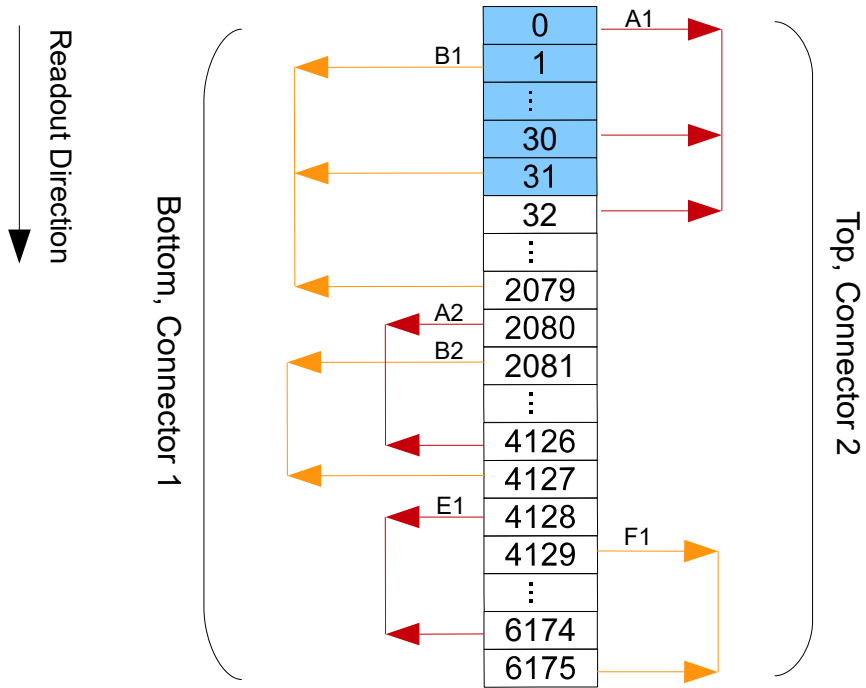 Readout Direction
Bottom, Connector 1
0
A1
B1
1
⋮
30
31
32
⋮
2079
A2
2080
B2
2081
⋮
4126
4127
E1
4128
4129
F1
⋮
6174
6175
Top, Connector 2